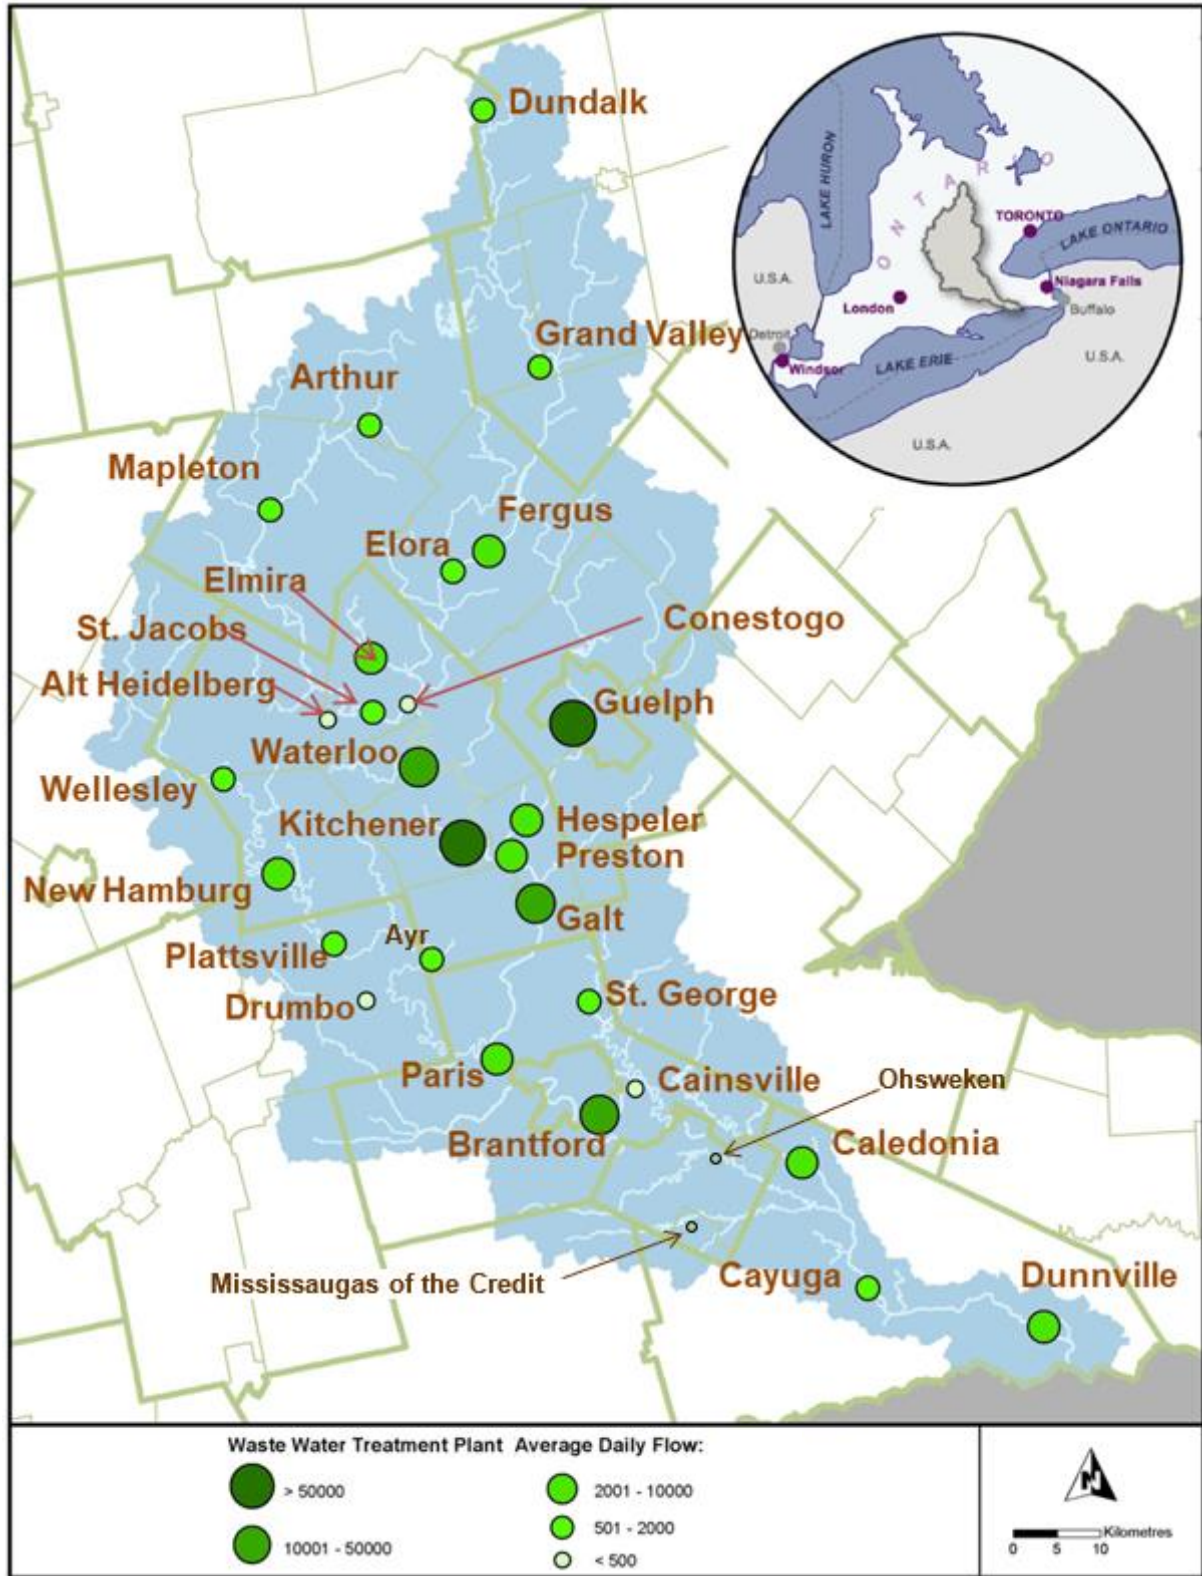 Dundalk
LAKE HURON
ONTARIO
TORONTO
LAKE ONTARIO
U.S.A.
Niagara Falls
London
Buffalo
Detroit
Windsor
LAKE ERIE
U.S.A.
U.S.A.
Grand Valley
Arthur
Mapleton
Fergus
Elora
Elmira
St. Jacobs
Conestogo
Alt Heidelberg
Guelph
Waterloo
Wellesley
Kitchener
Hespeler
Preston
New Hamburg
Galt
Ayr
Plattsville
St. George
Drumbo
Paris
Cainsville
Ohsweken
Brantford
Caledonia
Mississaugas of the Credit
Cayuga
Dunnville
Waste Water Treatment Plant Average Daily Flow:
> 50000
10001 - 50000
2001 - 10000
501 - 2000
< 500
N
Kilometres
0 5 10